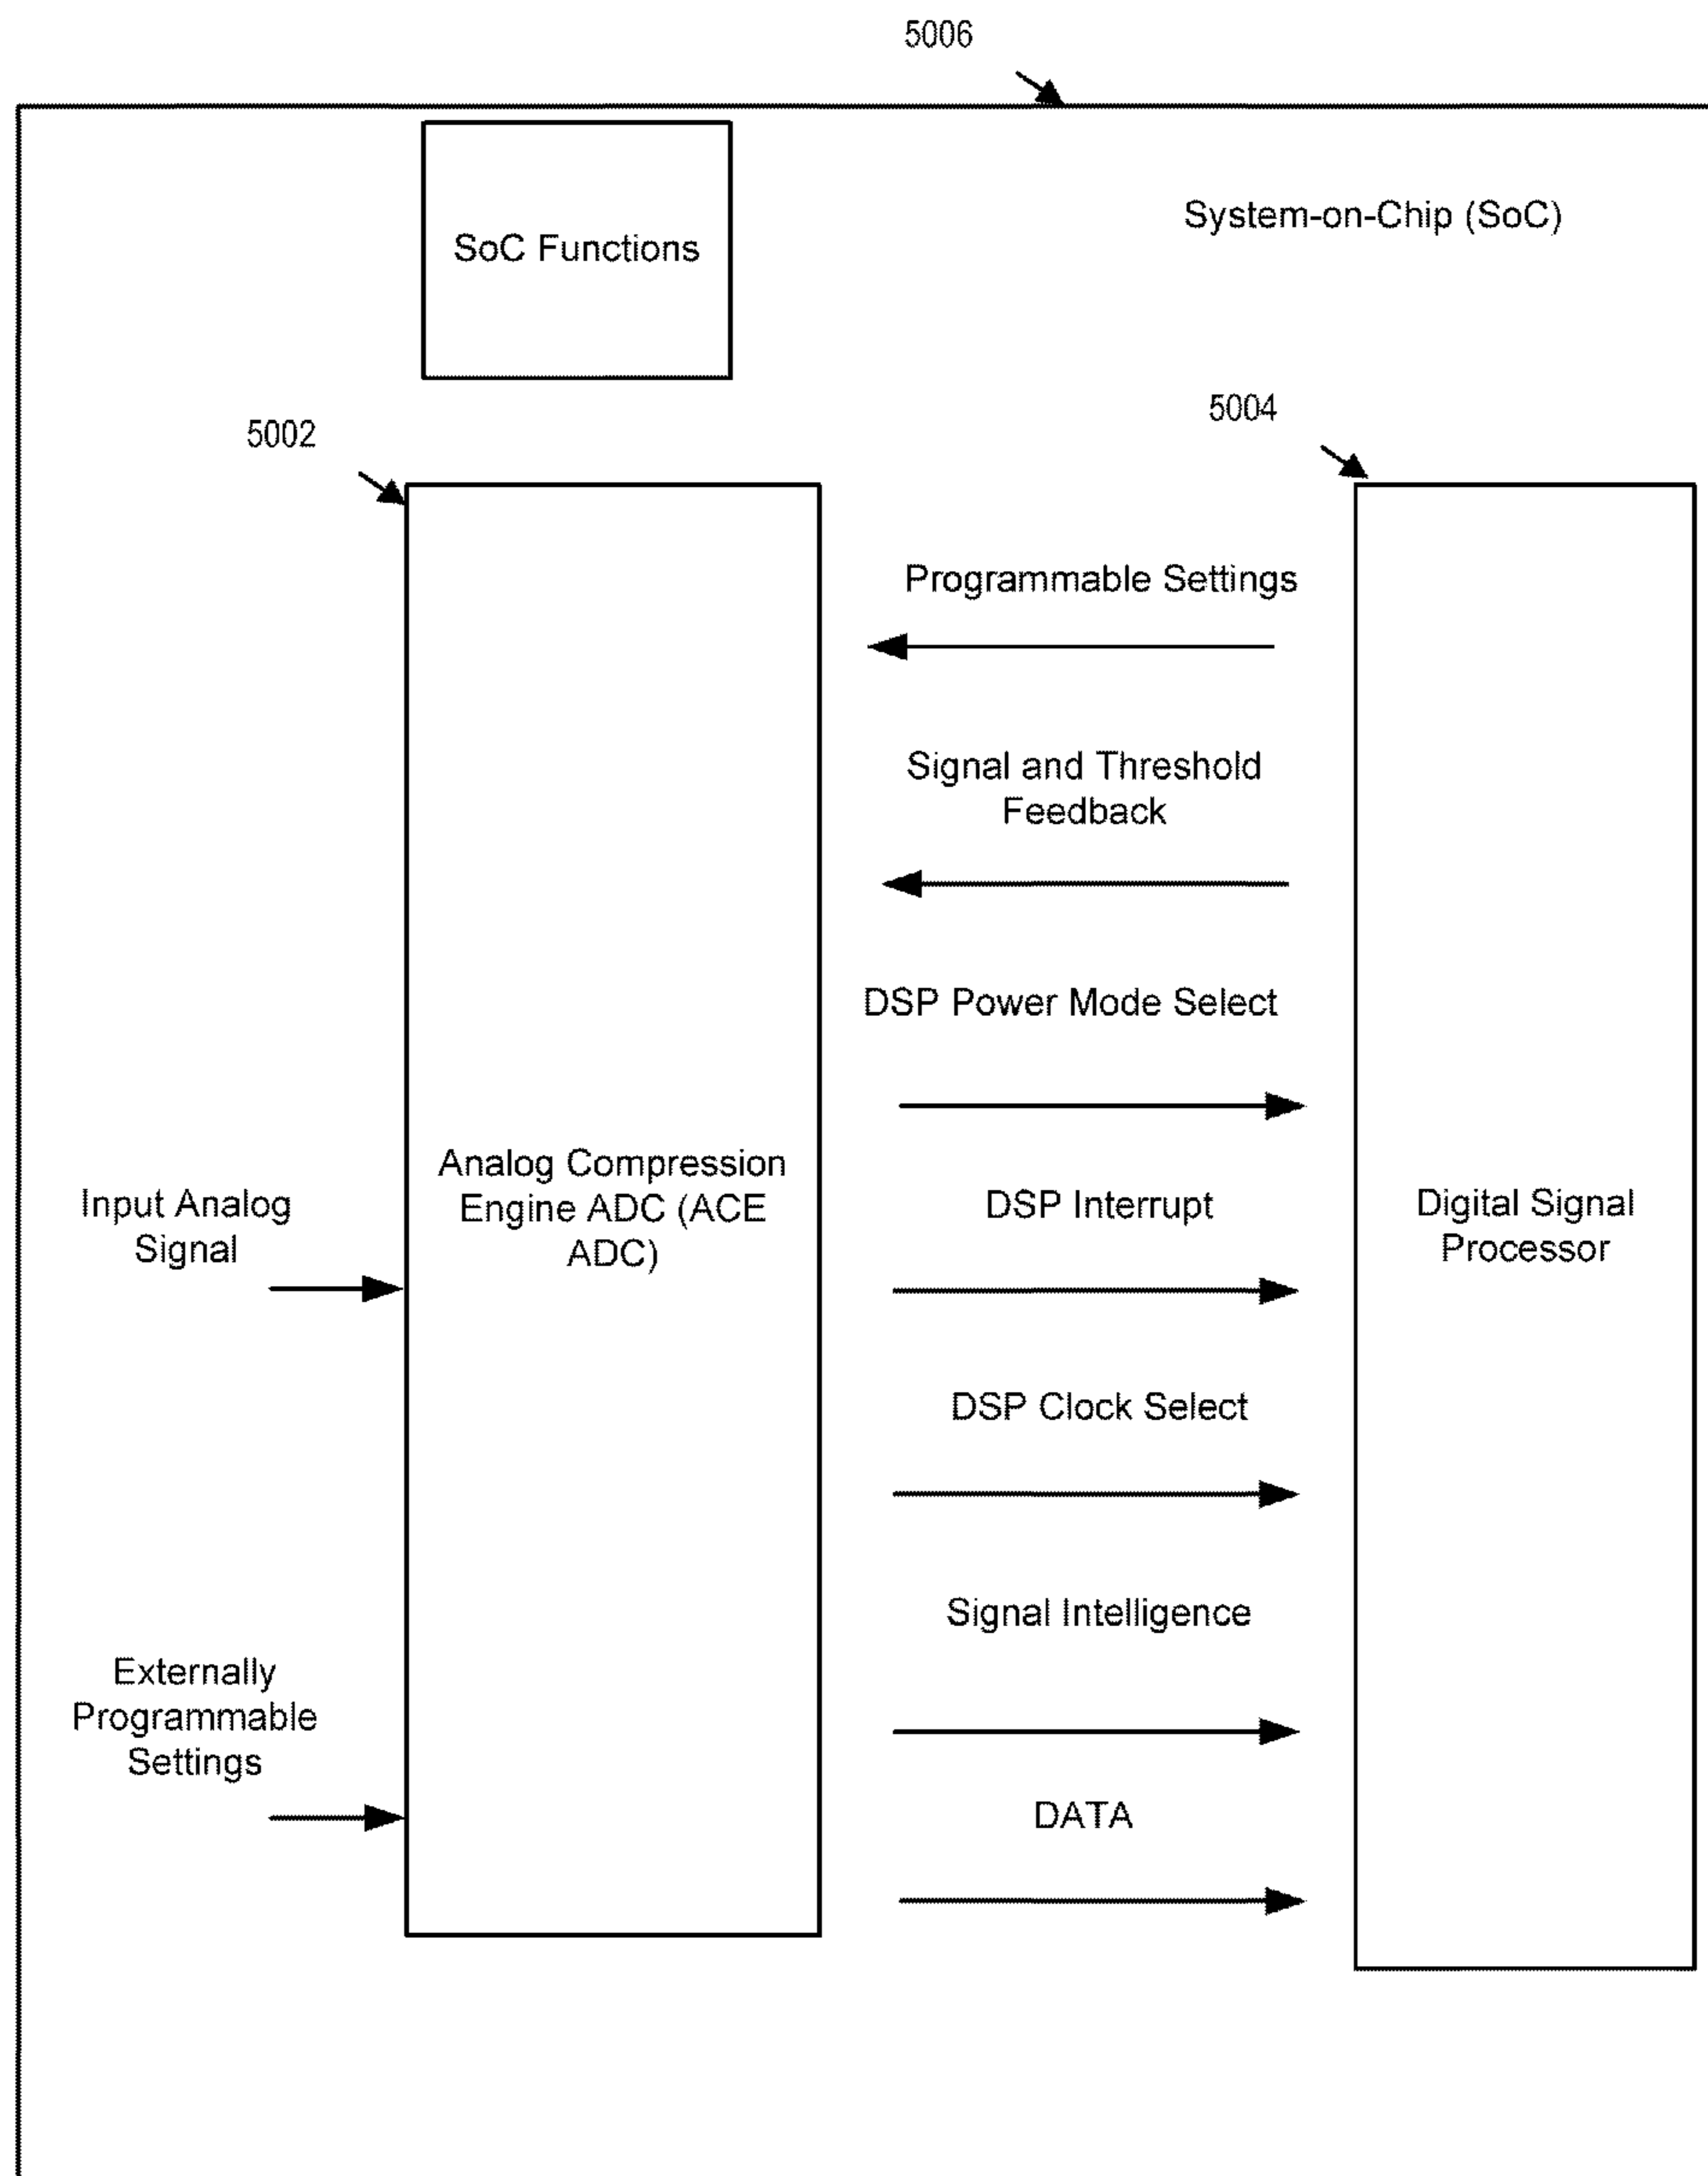 5006
System-on-Chip (SoC)
SoC Functions
5002
5004
Programmable Settings
Signal and Threshold
Feedback
DSP Power Mode Select
Analog Compression
Engine ADC (ACE
ADC)
Input Analog
Signal
DSP Interrupt
Digital Signal
Processor
DSP Clock Select
Signal Intelligence
Externally
Programmable
Settings
DATA